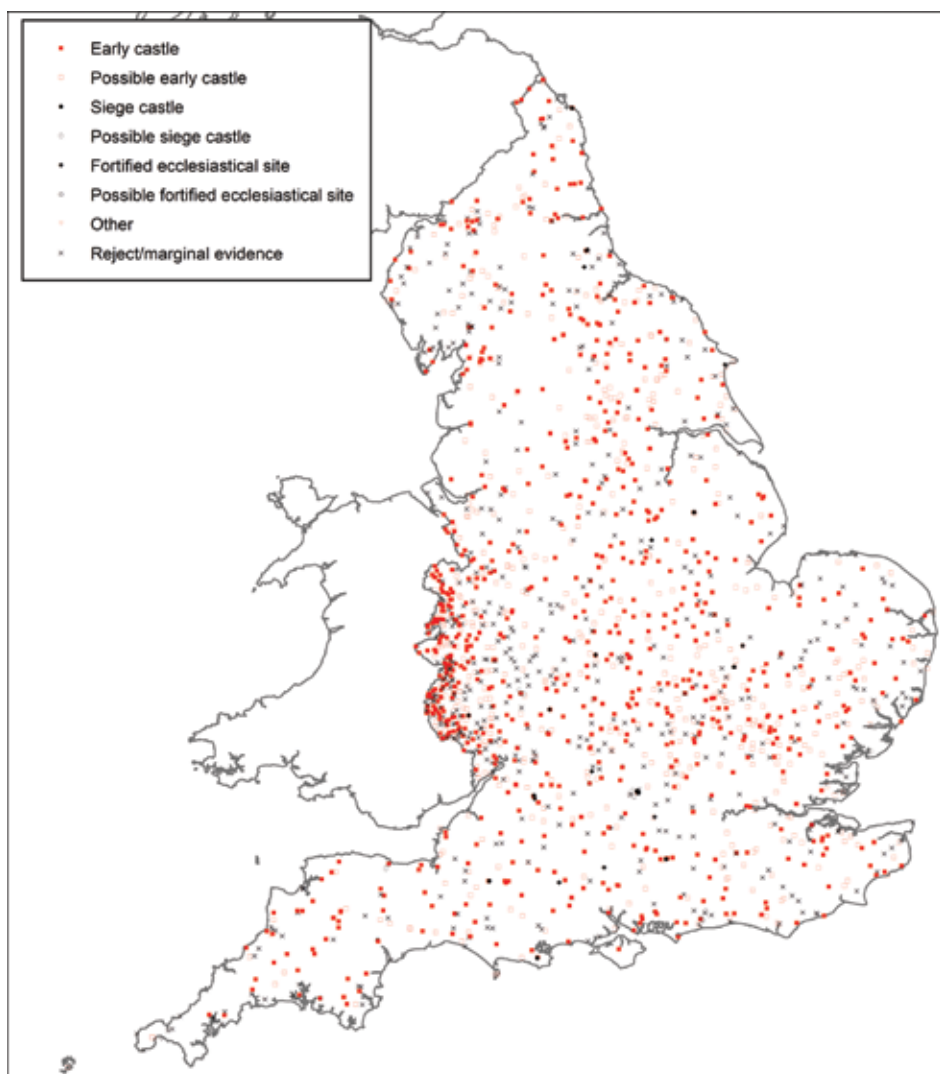 Early castle
Possible early castle
Siege castle
Possible siege castle
Fortified ecclesiastical site
Possible fortified ecclesiastical site
Other
Reject/marginal evidence